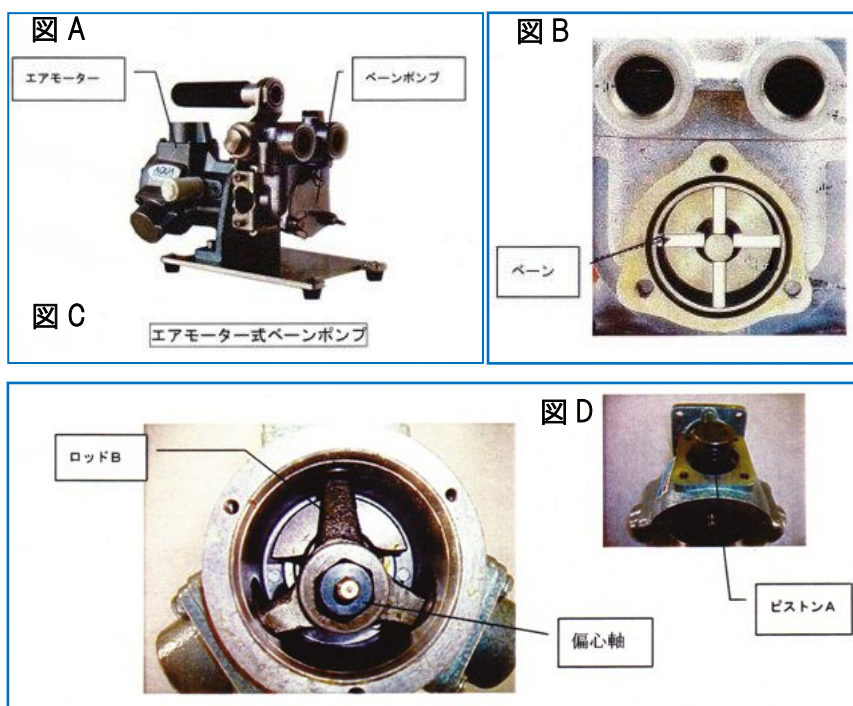 図 A
エアモーター
ベーンポンプ
AQUA
図 C
エアモーター式ベーンポンプ
図 B
ベーン
図 D
ロッドB
偏心軸
ピストンA